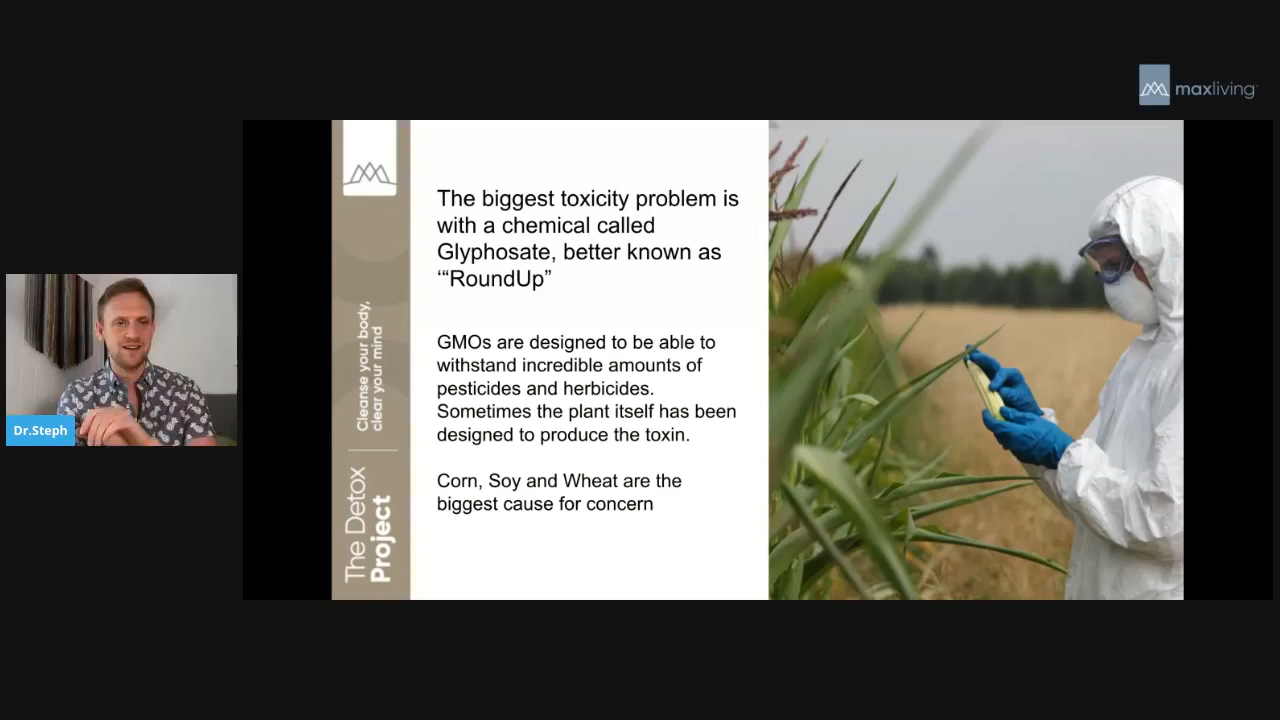 maxliving
The biggest toxicity problem is
with a chemical called
Glyphosate, better known as
‘“RoundUp”
GMOs are designed to be able to
withstand incredible amounts of
pesticides and herbicides.
Sometimes the plant itself has been
designed to produce the toxin.
Corn, Soy and Wheat are the
biggest cause for concern
The Detox
Project
Cleanse your body,
clear your mind
Dr.Steph